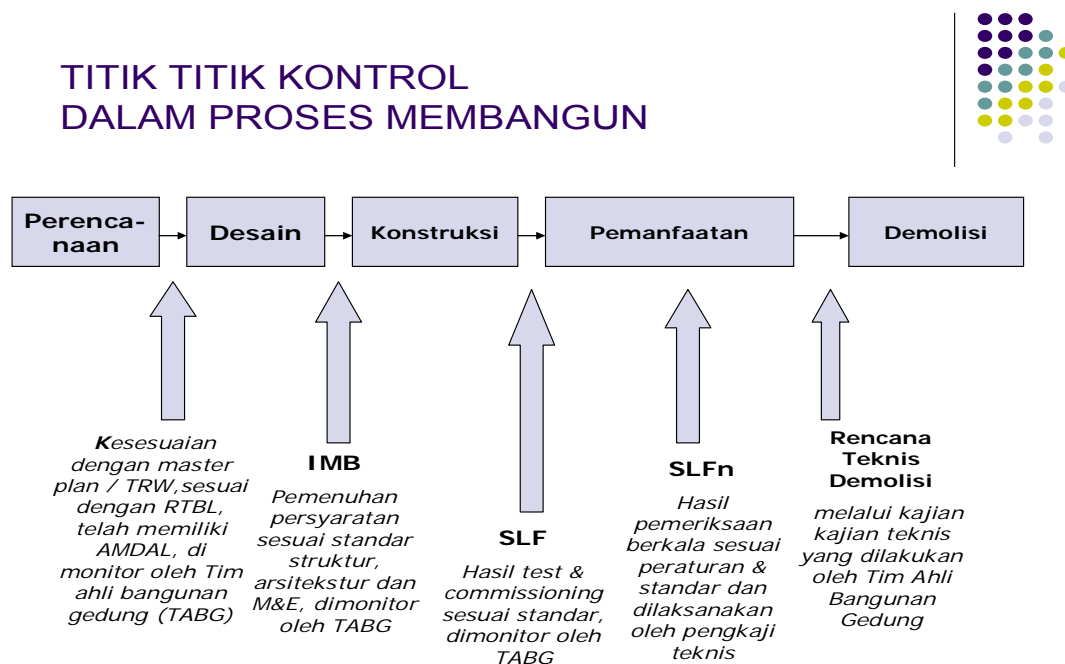 TITIK TITIK KONTROL
DALAM PROSES MEMBANGUN
Perenca-
naan
Desain
Konstruksi
Pemanfaatan
Demolisi
Kesesuaian
dengan master
plan / TRW,sesuai
dengan RTBL,
telah memiliki
AMDAL, di
monitor oleh Tim
ahli bangunan
gedung (TABG)
IMB
Pemenuhan
persyaratan
sesuai standar
struktur,
arsitekstur dan
M&E, dimonitor
oleh TABG
SLF
Hasil test &
commissioning
sesuai standar,
dimonitor oleh
TABG
SLFn
Hasil
pemeriksaan
berkala sesuai
peraturan &
standar dan
dilaksanakan
oleh pengkaji
teknis
Rencana
Teknis
Demolisi
melalui kajian
kajian teknis
yang dilakukan
oleh Tim Ahli
Bangunan
Gedung